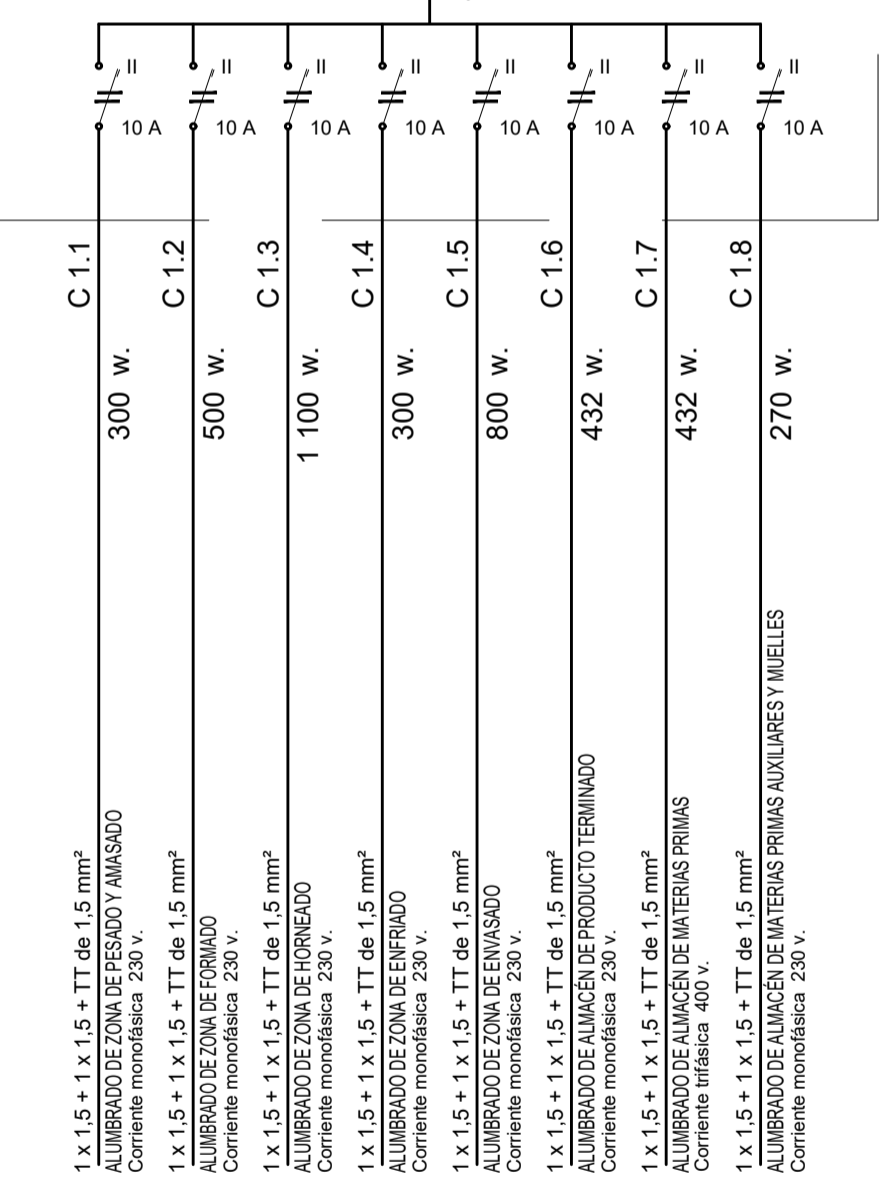 II
10 A
C 1.1
300 w.
1 x 1,5 + 1 x 1,5 + TT de 1,5 mm²
ALUMBRADO DE ZONA DE PESADO Y AMASADO
Corriente monofásica 230 v.
II
10 A
C 1.2
500 w.
1 x 1,5 + 1 x 1,5 + TT de 1,5 mm²
ALUMBRADO DE ZONA DE FORMADO
Corriente monofásica 230 v.
II
10 A
C 1.3
1 100 w.
1 x 1,5 + 1 x 1,5 + TT de 1,5 mm²
ALUMBRADO DE ZONA DE HORNEADO
Corriente monofásica 230 v.
II
10 A
C 1.4
300 w.
1 x 1,5 + 1 x 1,5 + TT de 1,5 mm²
ALUMBRADO DE ZONA DE ENFRIADO
Corriente monofásica 230 v.
II
10 A
C 1.5
800 w.
1 x 1,5 + 1 x 1,5 + TT de 1,5 mm²
ALUMBRADO DE ZONA DE ENVASADO
Corriente monofásica 230 v.
II
10 A
C 1.6
432 w.
1 x 1,5 + 1 x 1,5 + TT de 1,5 mm²
ALUMBRADO DE ALMACÉN DE PRODUCTO TERMINADO
Corriente monofásica 230 v.
II
10 A
C 1.7
432 w.
1 x 1,5 + 1 x 1,5 + TT de 1,5 mm²
ALUMBRADO DE ALMACÉN DE MATERIAS PRIMAS
Corriente trifásica 400 v.
II
10 A
C 1.8
270 w.
1 x 1,5 + 1 x 1,5 + TT de 1,5 mm²
ALUMBRADO DE ALMACÉN DE MATERIAS PRIMAS AUXILIARES Y MUELLES
Corriente monofásica 230 v.